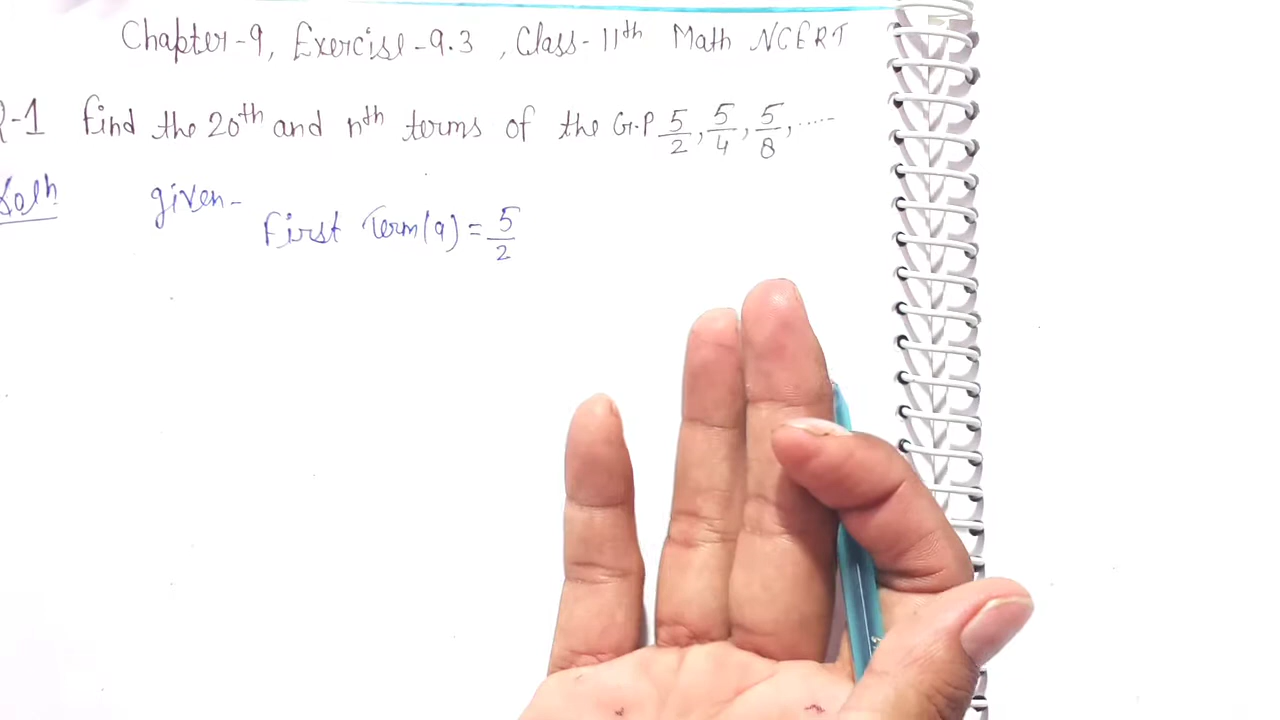 Chapter-9, Exercise-9.3, Class-11th Math NCERT
Q-1 Find the 20th and nth terms of the G.P 5/2, 5/4, 5/8, .....
Soln given-
First Term(a) = 5/2